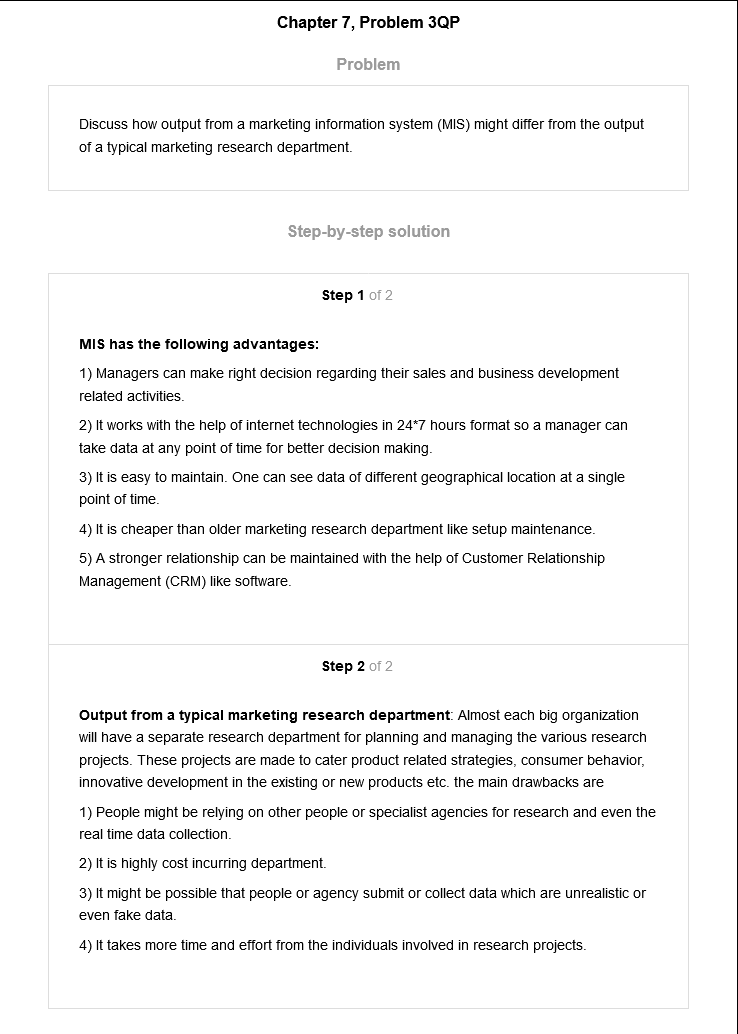 Chapter 7, Problem 3QP
Problem
Discuss how output from a marketing information system (MIS) might differ from the output
of a typical marketing research department.
Step-by-step solution
Step 1 of 2
MIS has the following advantages:
1) Managers can make right decision regarding their sales and business development
related activities.
2) It works with the help of internet technologies in 24*7 hours format so a manager can
take data at any point of time for better decision making.
3) It is easy to maintain. One can see data of different geographical location at a single
point of time.
4) It is cheaper than older marketing research department like setup maintenance.
5) A stronger relationship can be maintained with the help of Customer Relationship
Management (CRM) like software.
Step 2 of 2
Output from a typical marketing research department: Almost each big organization
will have a separate research department for planning and managing the various research
projects. These projects are made to cater product related strategies, consumer behavior,
innovative development in the existing or new products etc. the main drawbacks are
1) People might be relying on other people or specialist agencies for research and even the
real time data collection.
2) It is highly cost incurring department.
3) It might be possible that people or agency submit or collect data which are unrealistic or
even fake data.
4) It takes more time and effort from the individuals involved in research projects.